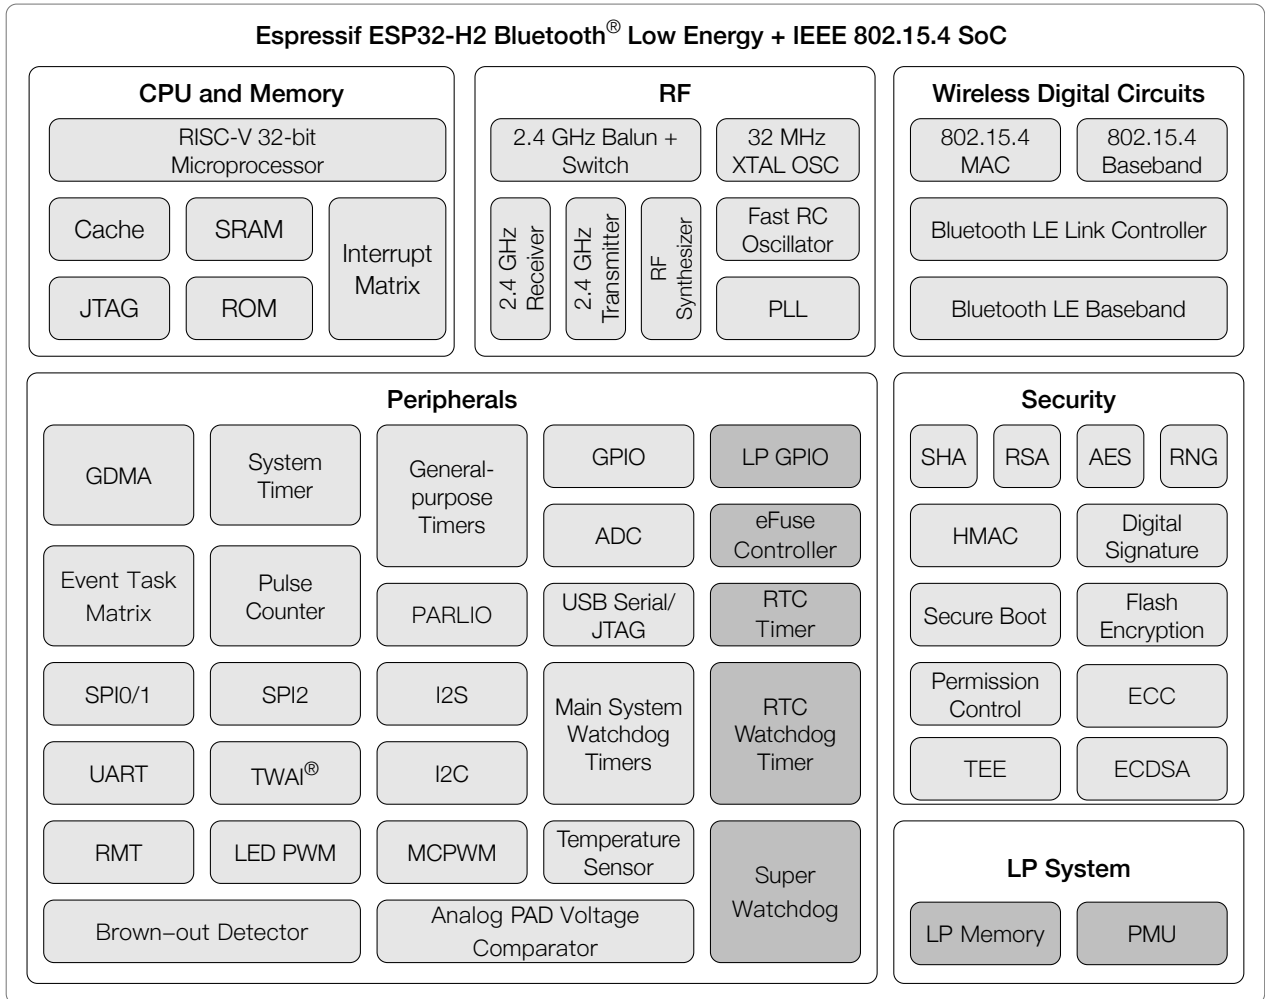 Espressif ESP32-H2 Bluetooth® Low Energy + IEEE 802.15.4 SoC
CPU and Memory
RISC-V 32-bit
Microprocessor
Cache
SRAM
Interrupt
Matrix
JTAG
ROM
RF
2.4 GHz Balun +
Switch
32 MHz
XTAL OSC
2.4 GHz
Receiver
2.4 GHz
Transmitter
RF
Synthesizer
Fast RC
Oscillator
PLL
Wireless Digital Circuits
802.15.4
MAC
802.15.4
Baseband
Bluetooth LE Link Controller
Bluetooth LE Baseband
Peripherals
GDMA
System
Timer
General-
purpose
Timers
GPIO
LP GPIO
ADC
eFuse
Controller
Event Task
Matrix
Pulse
Counter
PARLIO
USB Serial/
JTAG
RTC
Timer
SPI0/1
SPI2
I2S
Main System
Watchdog
Timers
RTC
Watchdog
Timer
UART
TWAI®
I2C
RMT
LED PWM
MCPWM
Temperature
Sensor
Super
Watchdog
Brown–out Detector
Analog PAD Voltage
Comparator
Security
SHA
RSA
AES
RNG
HMAC
Digital
Signature
Secure Boot
Flash
Encryption
Permission
Control
ECC
TEE
ECDSA
LP System
LP Memory
PMU